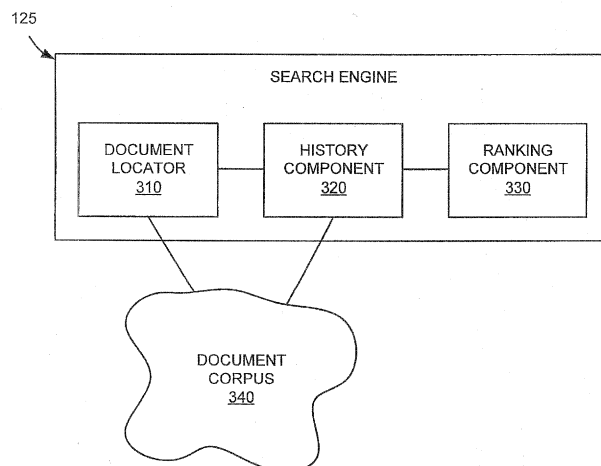 125
SEARCH ENGINE
DOCUMENT
LOCATOR
310
HISTORY
COMPONENT
320
RANKING
COMPONENT
330
DOCUMENT
CORPUS
340